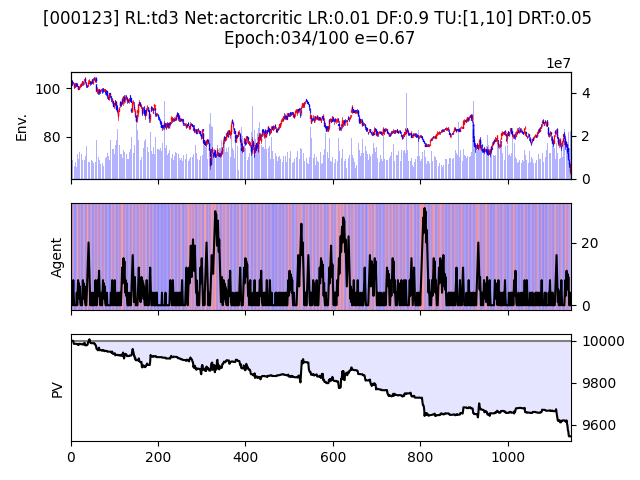 [000123] RL:td3 Net:actorcritic LR:0.01 DF:0.9 TU:[1,10] DRT:0.05
Epoch:034/100 e=0.67
1e7
100
80
Env.
4
2
0
Agent
20
0
PV
10000
9800
9600
0
200
400
600
800
1000